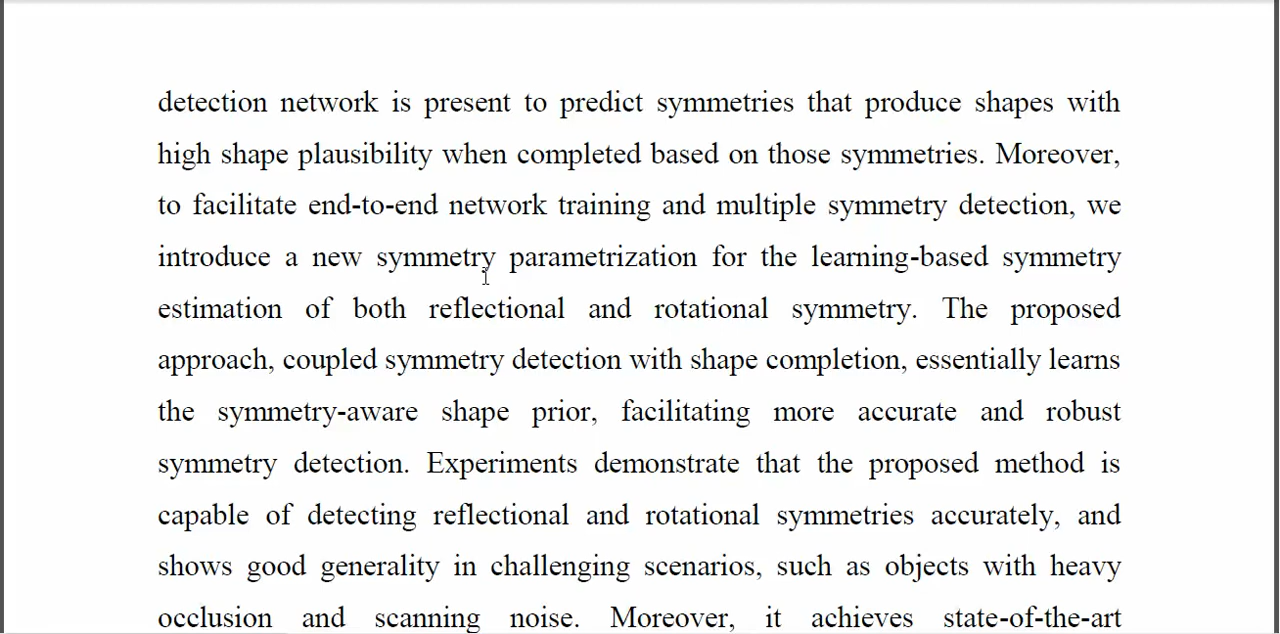 detection network is present to predict symmetries that produce shapes with
high shape plausibility when completed based on those symmetries. Moreover,
to facilitate end-to-end network training and multiple symmetry detection, we
introduce a new symmetry parametrization for the learning-based symmetry
estimation of both reflectional and rotational symmetry. The proposed
approach, coupled symmetry detection with shape completion, essentially learns
the symmetry-aware shape prior, facilitating more accurate and robust
symmetry detection. Experiments demonstrate that the proposed method is
capable of detecting reflectional and rotational symmetries accurately, and
shows good generality in challenging scenarios, such as objects with heavy
occlusion and scanning noise. Moreover, it achieves state-of-the-art